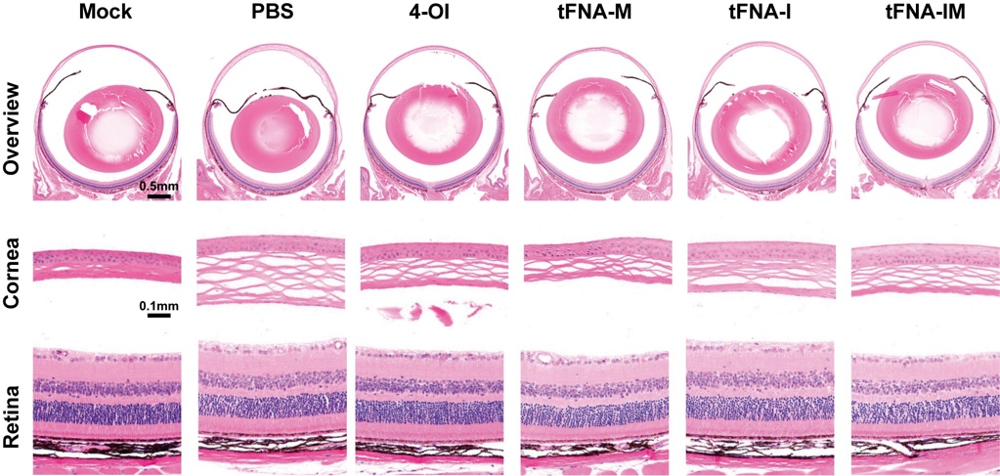 Mock PBS 4-OI tFNA-M tFNA-I tFNA-IM
Overview
0.5mm
Cornea
0.1mm
Retina